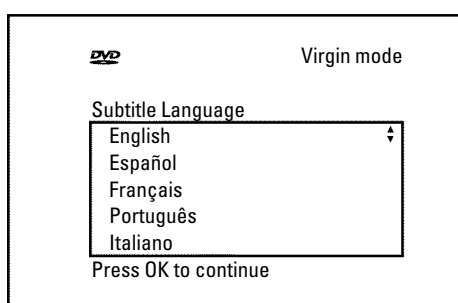 DVD Virgin mode
Subtitle Language
English
Español
Français
Português
Italiano
Press OK to continue